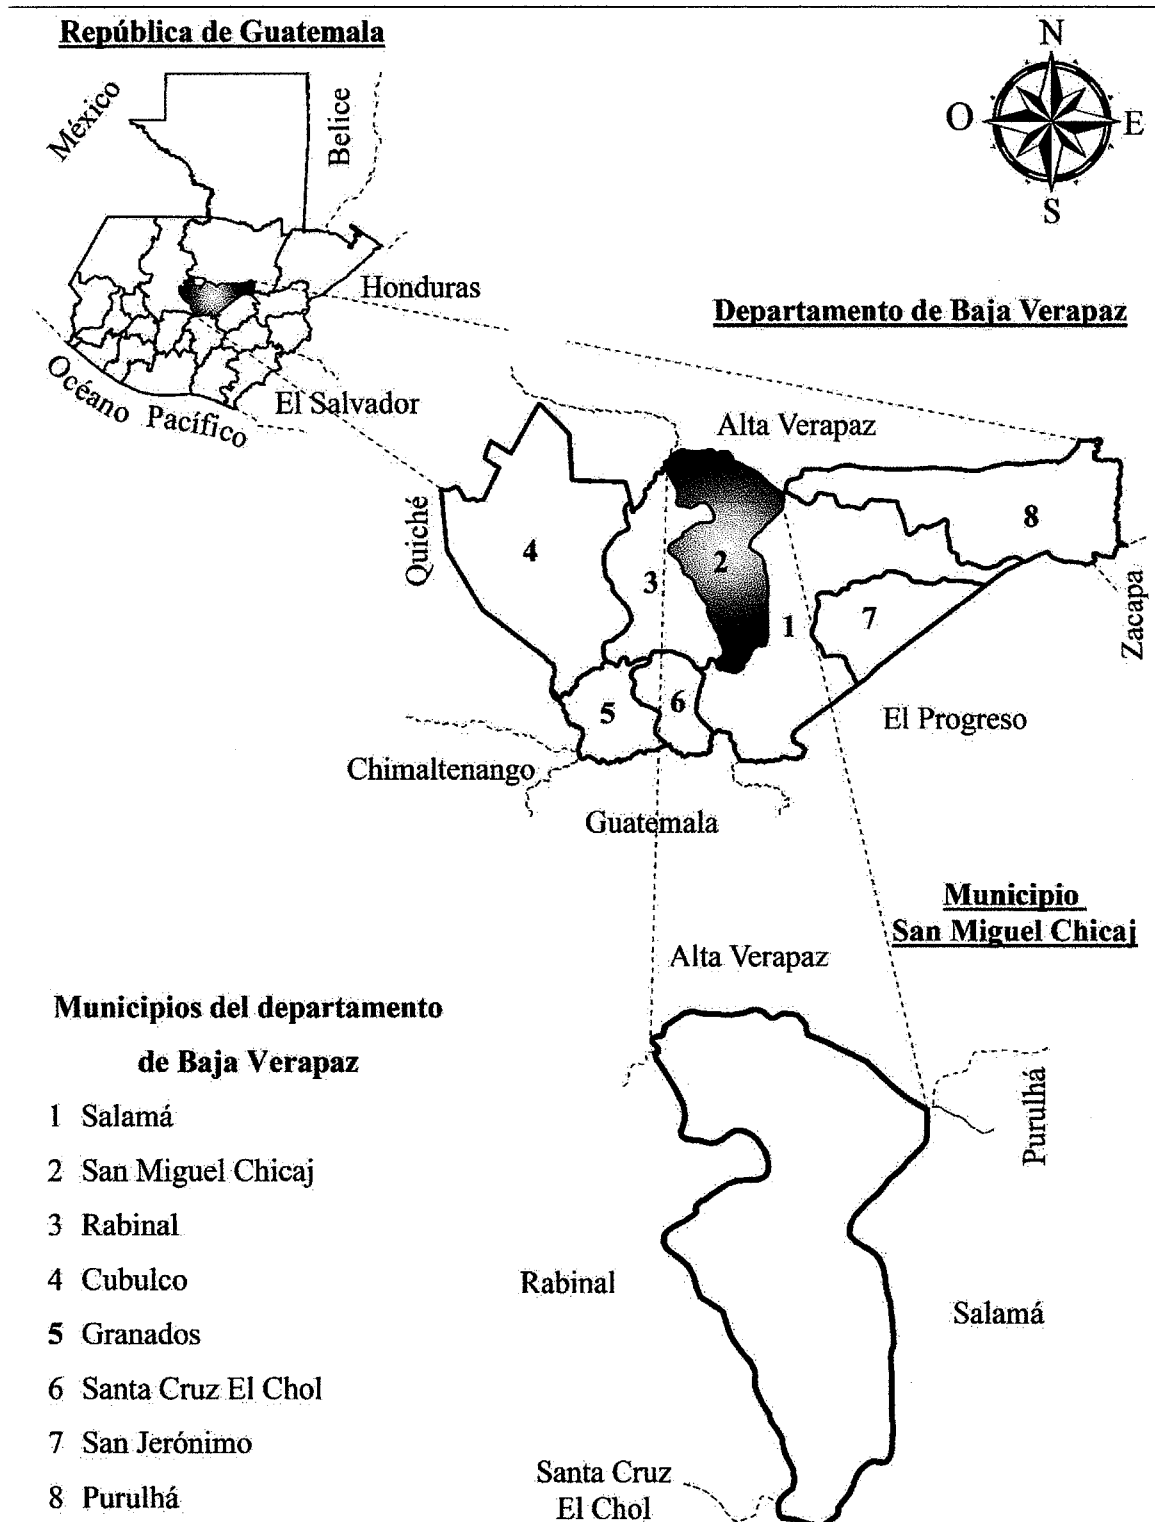 República de Guatemala
N
O
E
S
México
Belice
Honduras
El Salvador
Océano Pacífico
Departamento de Baja Verapaz
Alta Verapaz
Quiché
4
3
2
1
8
7
5
6
Zacapa
El Progreso
Chimaltenango
Guatemala
Municipio
San Miguel Chicaj
Alta Verapaz
Purulhá
Rabinal
Salamá
Santa Cruz
El Chol
Municipios del departamento
de Baja Verapaz
1 Salamá
2 San Miguel Chicaj
3 Rabinal
4 Cubulco
5 Granados
6 Santa Cruz El Chol
7 San Jerónimo
8 Purulhá